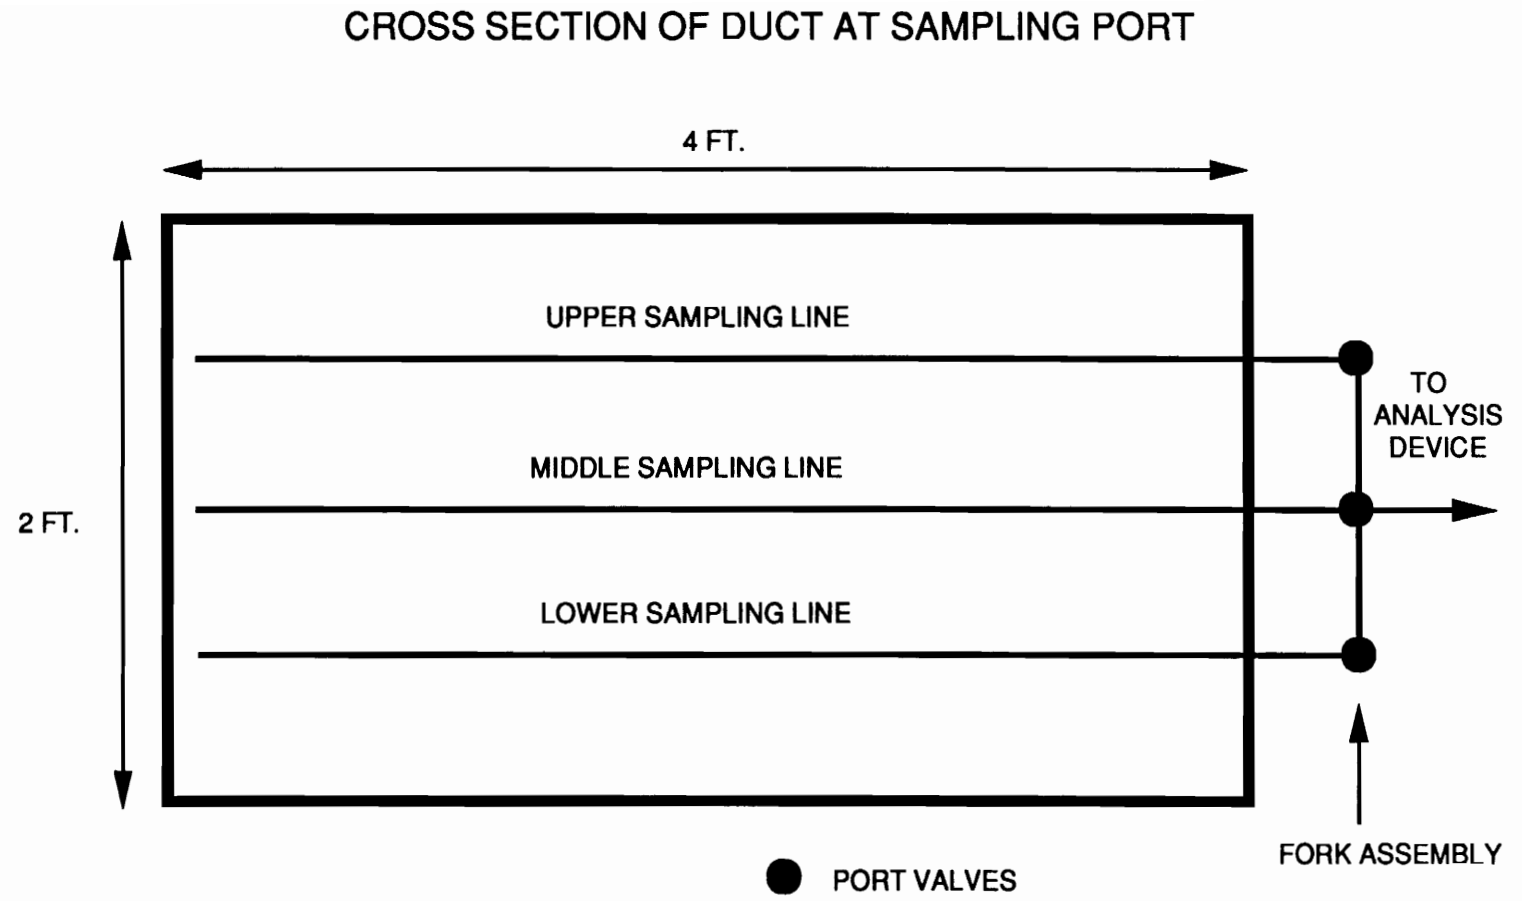 CROSS SECTION OF DUCT AT SAMPLING PORT
4 FT.
UPPER SAMPLING LINE
TO
ANALYSIS
DEVICE
MIDDLE SAMPLING LINE
2 FT.
LOWER SAMPLING LINE
FORK ASSEMBLY
PORT VALVES